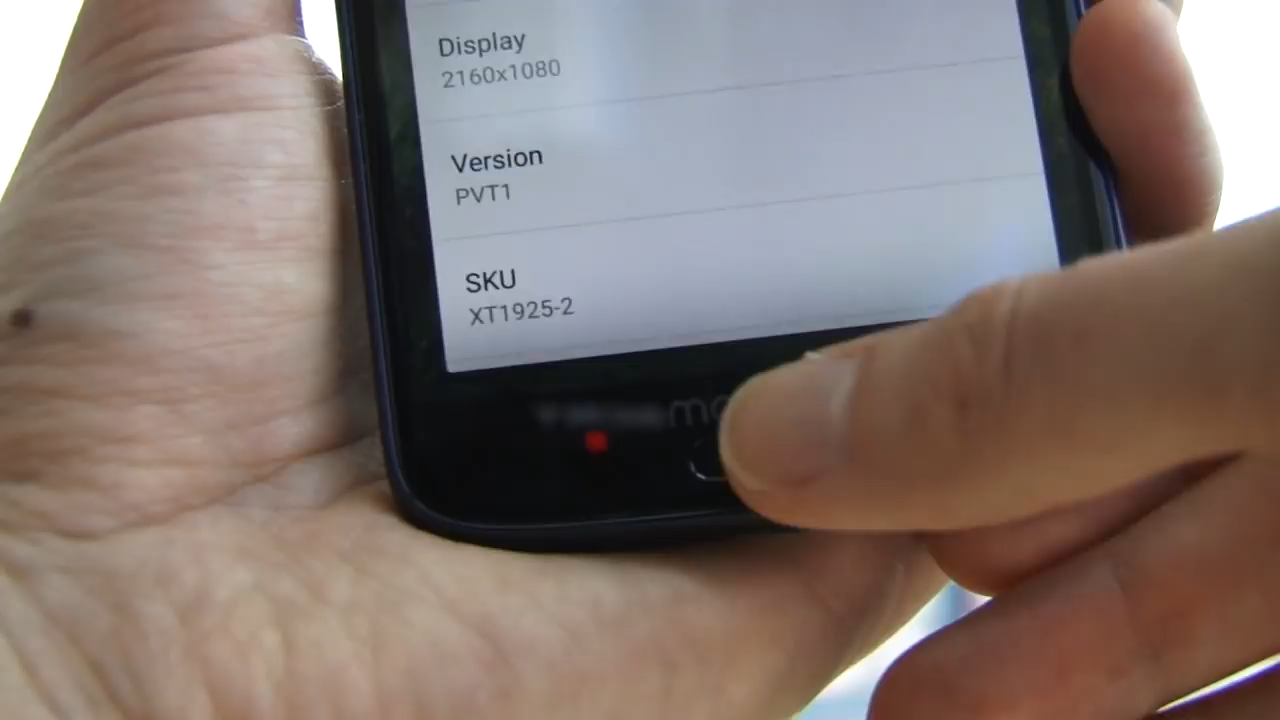 Display
2160x1080
Version
PVT1
SKU
XT1925-2